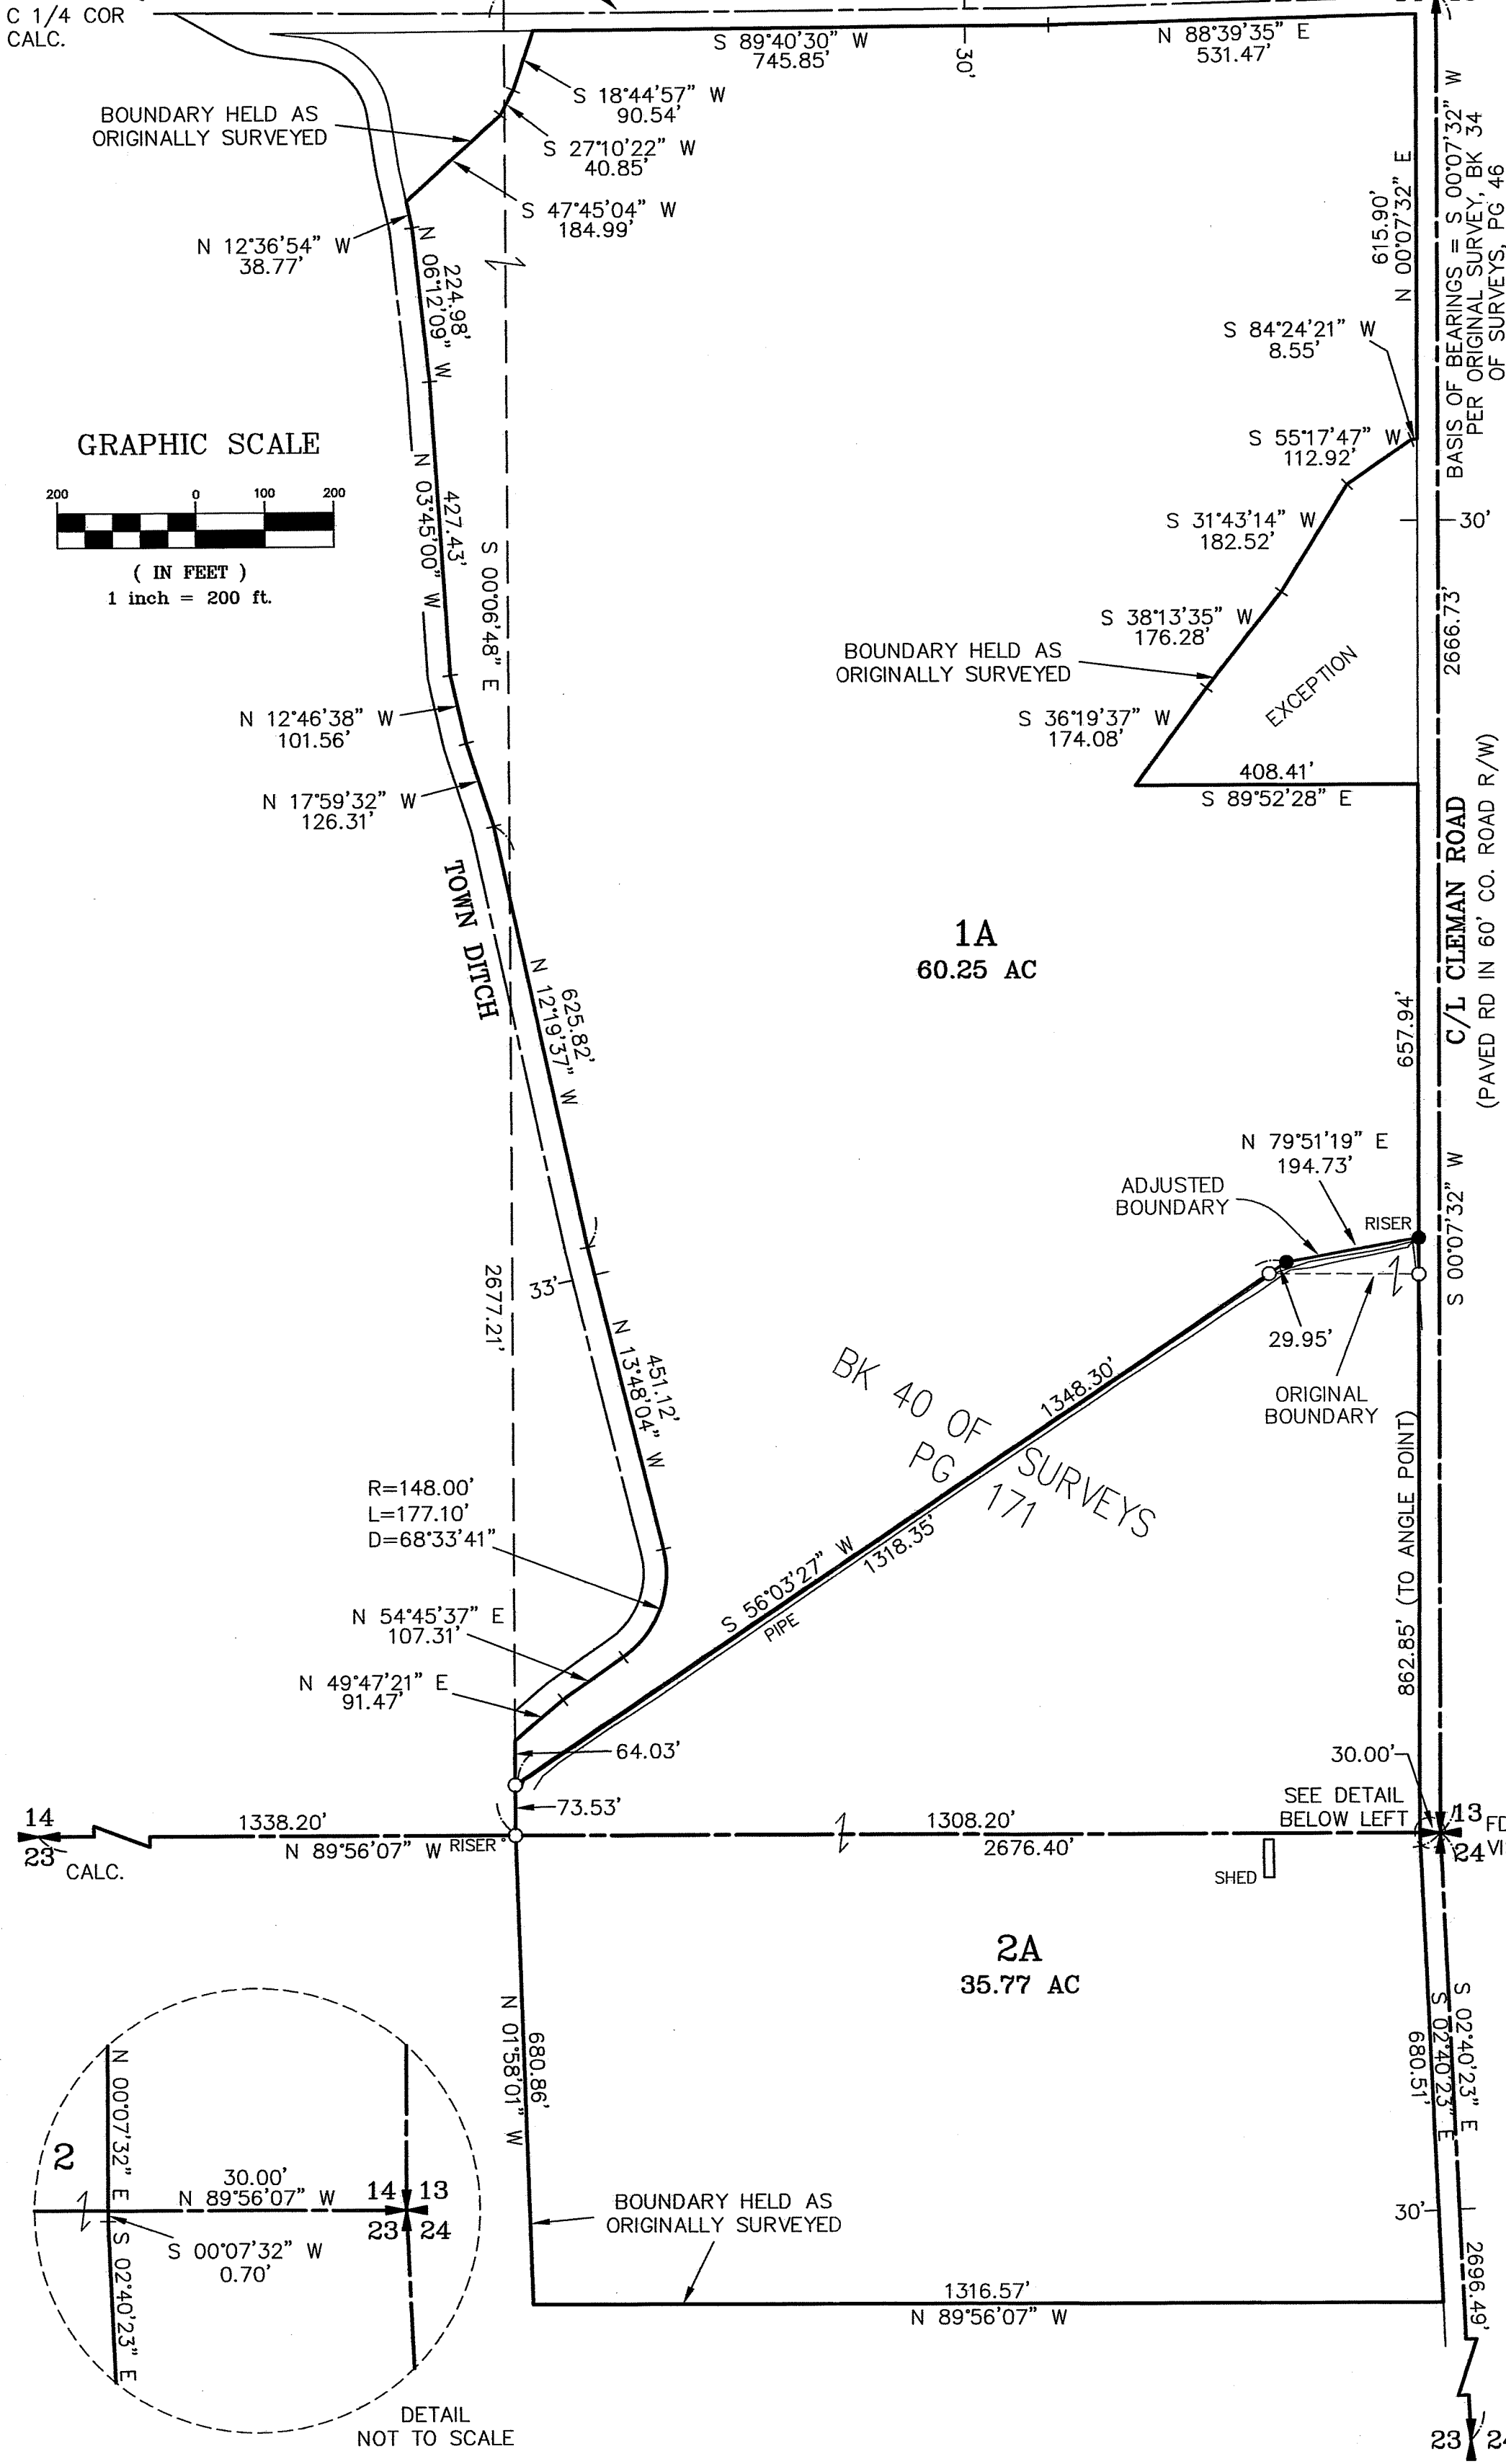 C 1/4 COR
CALC.
S 89°40'30" W
745.85'
30'
N 88°39'35" E
531.47'
S 18°44'57" W
90.54'
BOUNDARY HELD AS
ORIGINALLY SURVEYED
S 27°10'22" W
40.85'
S 47°45'04" W
184.99'
N 12°36'54" W
38.77'
224.98'
N 06°12'09" W
615.90'
N 00°07'32" E
BASIS OF BEARINGS = S 00°07'32" W
PER ORIGINAL SURVEY, BK 34
OF SURVEYS, PG 46
S 84°24'21" W
8.55'
GRAPHIC SCALE
200 0 100 200
( IN FEET )
1 inch = 200 ft.
S 55°17'47" W
112.92'
427.43'
N 03°45'00" W
S 31°43'14" W
182.52'
30'
S 00°06'48" E
S 38°13'35" W
176.28'
2666.73'
BOUNDARY HELD AS
ORIGINALLY SURVEYED
EXCEPTION
N 12°46'38" W
101.56'
S 36°19'37" W
174.08'
408.41'
S 89°52'28" E
N 17°59'32" W
126.31'
C/L CLEMAN ROAD
(PAVED RD IN 60' CO. ROAD R/W)
TOWN DITCH
1A
60.25 AC
625.82'
N 12°19'37" W
657.94'
N 79°51'19" E
194.73'
ADJUSTED
BOUNDARY
RISER
S 00°07'32" W
2677.21'
33'
29.95'
451.12'
N 13°48'04" W
BK 40 OF SURVEYS
PG 171
1348.30'
ORIGINAL
BOUNDARY
R=148.00'
L=177.10'
D=68°33'41"
S 56°03'27" W
1318.35'
PIPE
862.85' (TO ANGLE POINT)
N 54°45'37" E
107.31'
N 49°47'21" E
91.47'
64.03'
30.00'
73.53'
SEE DETAIL
BELOW LEFT
14
23
CALC.
1338.20'
N 89°56'07" W
RISER
1308.20'
2676.40'
13
24
SHED
2A
35.77 AC
680.86'
N 01°58'01" W
S 02°40'23" E
S 02°40'23" E
680.51'
N 00°07'32" E
2
30.00'
N 89°56'07" W
14 13
23 24
S 00°07'32" W
0.70'
S 02°40'23" E
BOUNDARY HELD AS
ORIGINALLY SURVEYED
30'
2696.49'
1316.57'
N 89°56'07" W
DETAIL
NOT TO SCALE
23